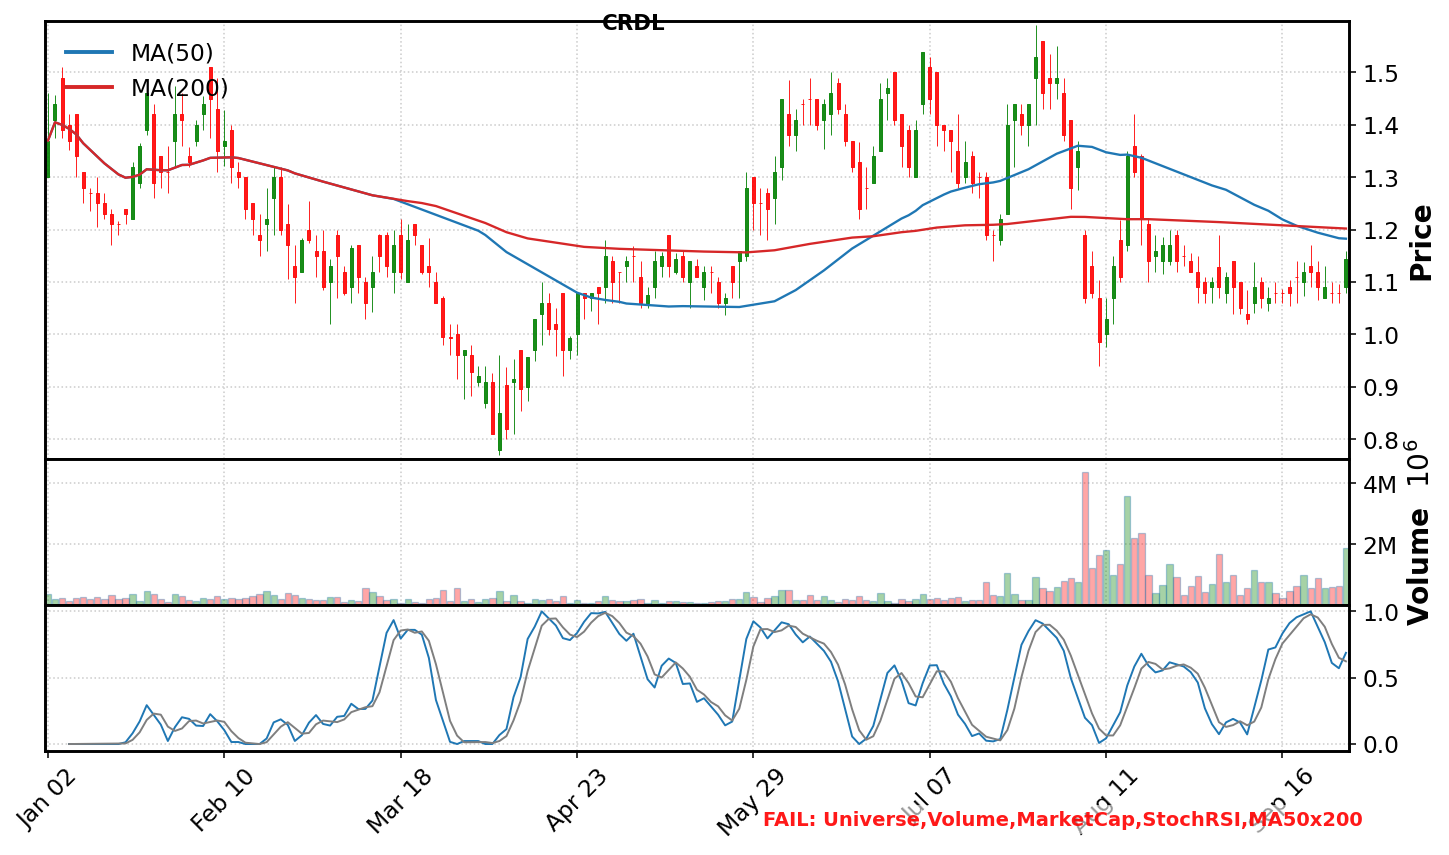 CRDL
MA(50)
MA(200)
1.5
1.4
1.3
1.2
1.1
1.0
0.9
0.8
Price
4M
2M
Volume 10^6
1.0
0.5
0.0
Jan 02
Feb 10
Mar 18
Apr 23
May 29
Jul 07
Aug 11
Sep 16
FAIL: Universe,Volume,MarketCap,StochRSI,MA50x200